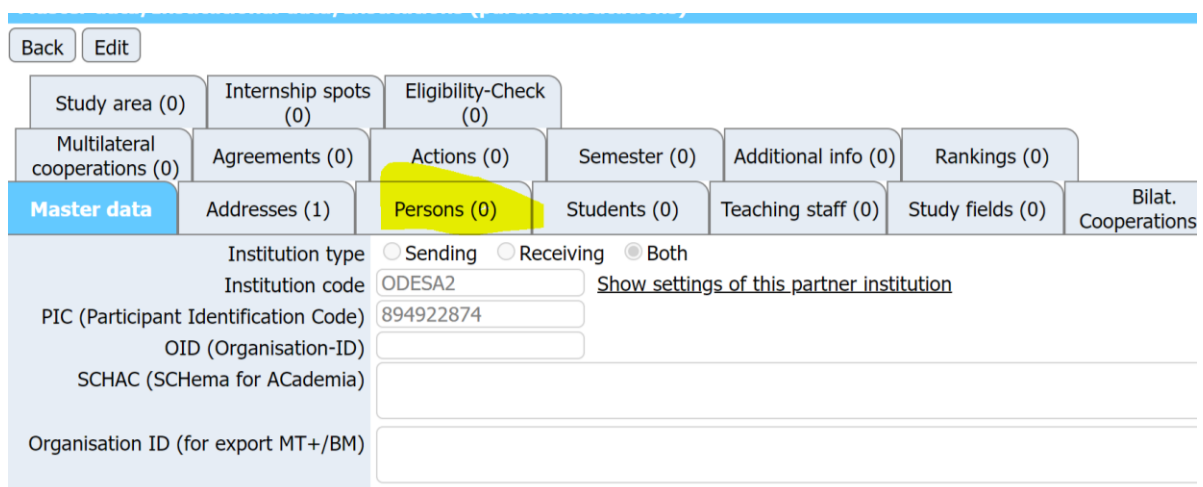 Back Edit
Study area (0) Internship spots (0) Eligibility-Check (0)
Multilateral cooperations (0) Agreements (0) Actions (0) Semester (0) Additional info (0) Rankings (0)
Master data Addresses (1) Persons (0) Students (0) Teaching staff (0) Study fields (0) Bilat. Cooperations
Institution type Sending Receiving Both
Institution code ODESA2 Show settings of this partner institution
PIC (Participant Identification Code) 894922874
OID (Organisation-ID)
SCHAC (SCHema for ACademia)
Organisation ID (for export MT+/BM)